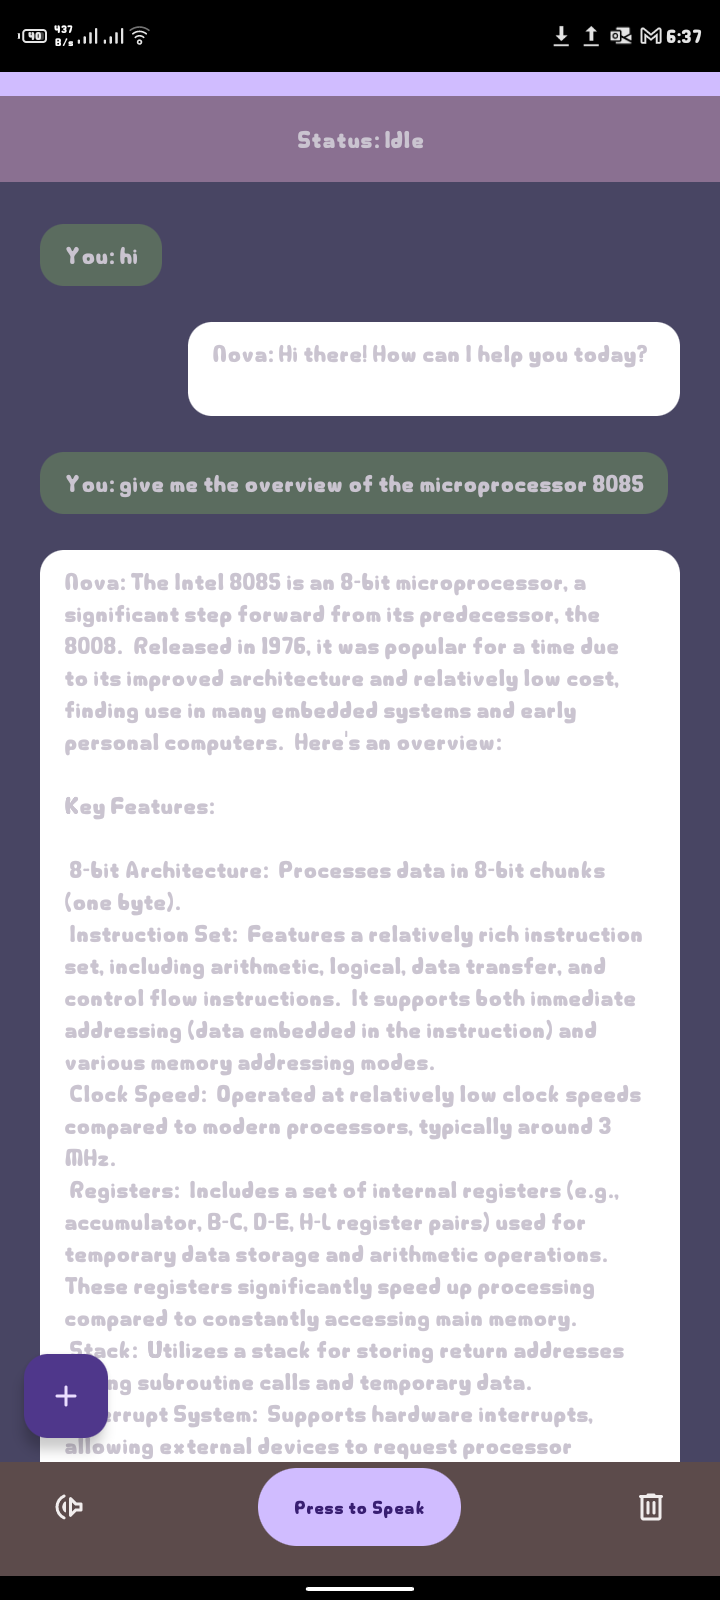 40 437 B/s 6:37
Status: Idle
You: hi
Nova: Hi there! How can I help you today?
You: give me the overview of the microprocessor 8085
Nova: The Intel 8085 is an 8-bit microprocessor, a
significant step forward from its predecessor, the
8008.  Released in 1976, it was popular for a time due
to its improved architecture and relatively low cost,
finding use in many embedded systems and early
personal computers.  Here's an overview:
Key Features:
8-bit Architecture:  Processes data in 8-bit chunks
(one byte).
Instruction Set:  Features a relatively rich instruction
set, including arithmetic, logical, data transfer, and
control flow instructions.  It supports both immediate
addressing (data embedded in the instruction) and
various memory addressing modes.
Clock Speed:  Operated at relatively low clock speeds
compared to modern processors, typically around 3
MHz.
Registers:  Includes a set of internal registers (e.g.,
accumulator, B-C, D-E, H-L register pairs) used for
temporary data storage and arithmetic operations.
These registers significantly speed up processing
compared to constantly accessing main memory.
Stack:  Utilizes a stack for storing return addresses
ng subroutine calls and temporary data.
errupt System:  Supports hardware interrupts,
allowing external devices to request processor
Press to Speak